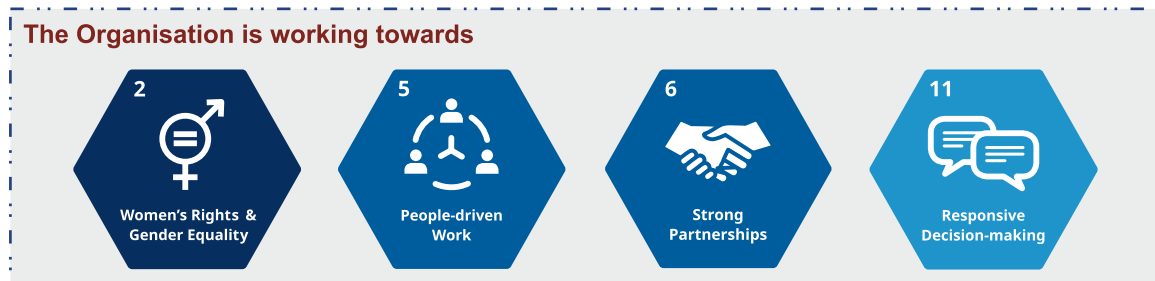 The Organisation is working towards
2
Women’s Rights &
Gender Equality
5
People-driven
Work
6
Strong
Partnerships
11
Responsive
Decision-making